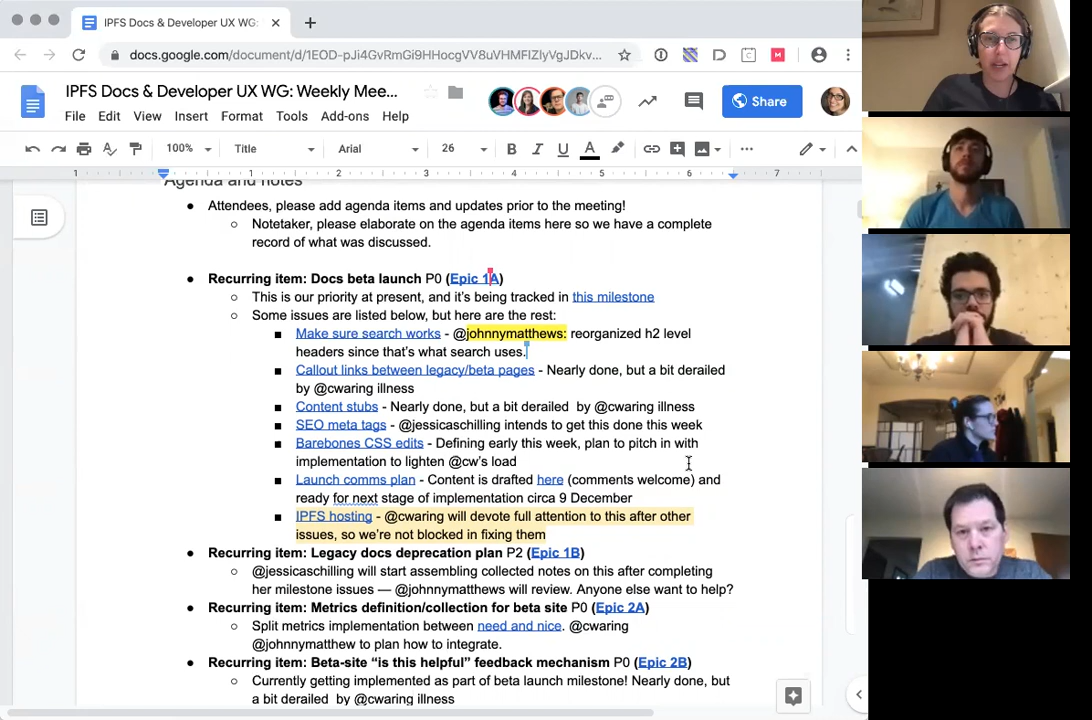 IPFS Docs & Developer UX WG:
docs.google.com/document/d/1EOD-pJi4GvRmGi9HHocgVV8uVHMFIZIyVgJDkv...
IPFS Docs & Developer UX WG: Weekly Mee...
File Edit View Insert Format Tools Add-ons Help
Share
100% Title Arial 26 B I U A
1 1 2 3 4 5 6 7
Agenda and notes
Attendees, please add agenda items and updates prior to the meeting!
Notetaker, please elaborate on the agenda items here so we have a complete
record of what was discussed.
Recurring item: Docs beta launch P0 (Epic 1A)
This is our priority at present, and it's being tracked in this milestone
Some issues are listed below, but here are the rest:
Make sure search works - @johnnymatthews: reorganized h2 level
headers since that's what search uses.
Callout links between legacy/beta pages - Nearly done, but a bit derailed
by @cwaring illness
Content stubs - Nearly done, but a bit derailed by @cwaring illness
SEO meta tags - @jessicaschilling intends to get this done this week
Barebones CSS edits - Defining early this week, plan to pitch in with
implementation to lighten @cw's load
Launch comms plan - Content is drafted here (comments welcome) and
ready for next stage of implementation circa 9 December
IPFS hosting - @cwaring will devote full attention to this after other
issues, so we're not blocked in fixing them
Recurring item: Legacy docs deprecation plan P2 (Epic 1B)
@jessicaschilling will start assembling collected notes on this after completing
her milestone issues — @johnnymatthews will review. Anyone else want to help?
Recurring item: Metrics definition/collection for beta site P0 (Epic 2A)
Split metrics implementation between need and nice. @cwaring
@johnnymatthew to plan how to integrate.
Recurring item: Beta-site “is this helpful” feedback mechanism P0 (Epic 2B)
Currently getting implemented as part of beta launch milestone! Nearly done, but
a bit derailed by @cwaring illness